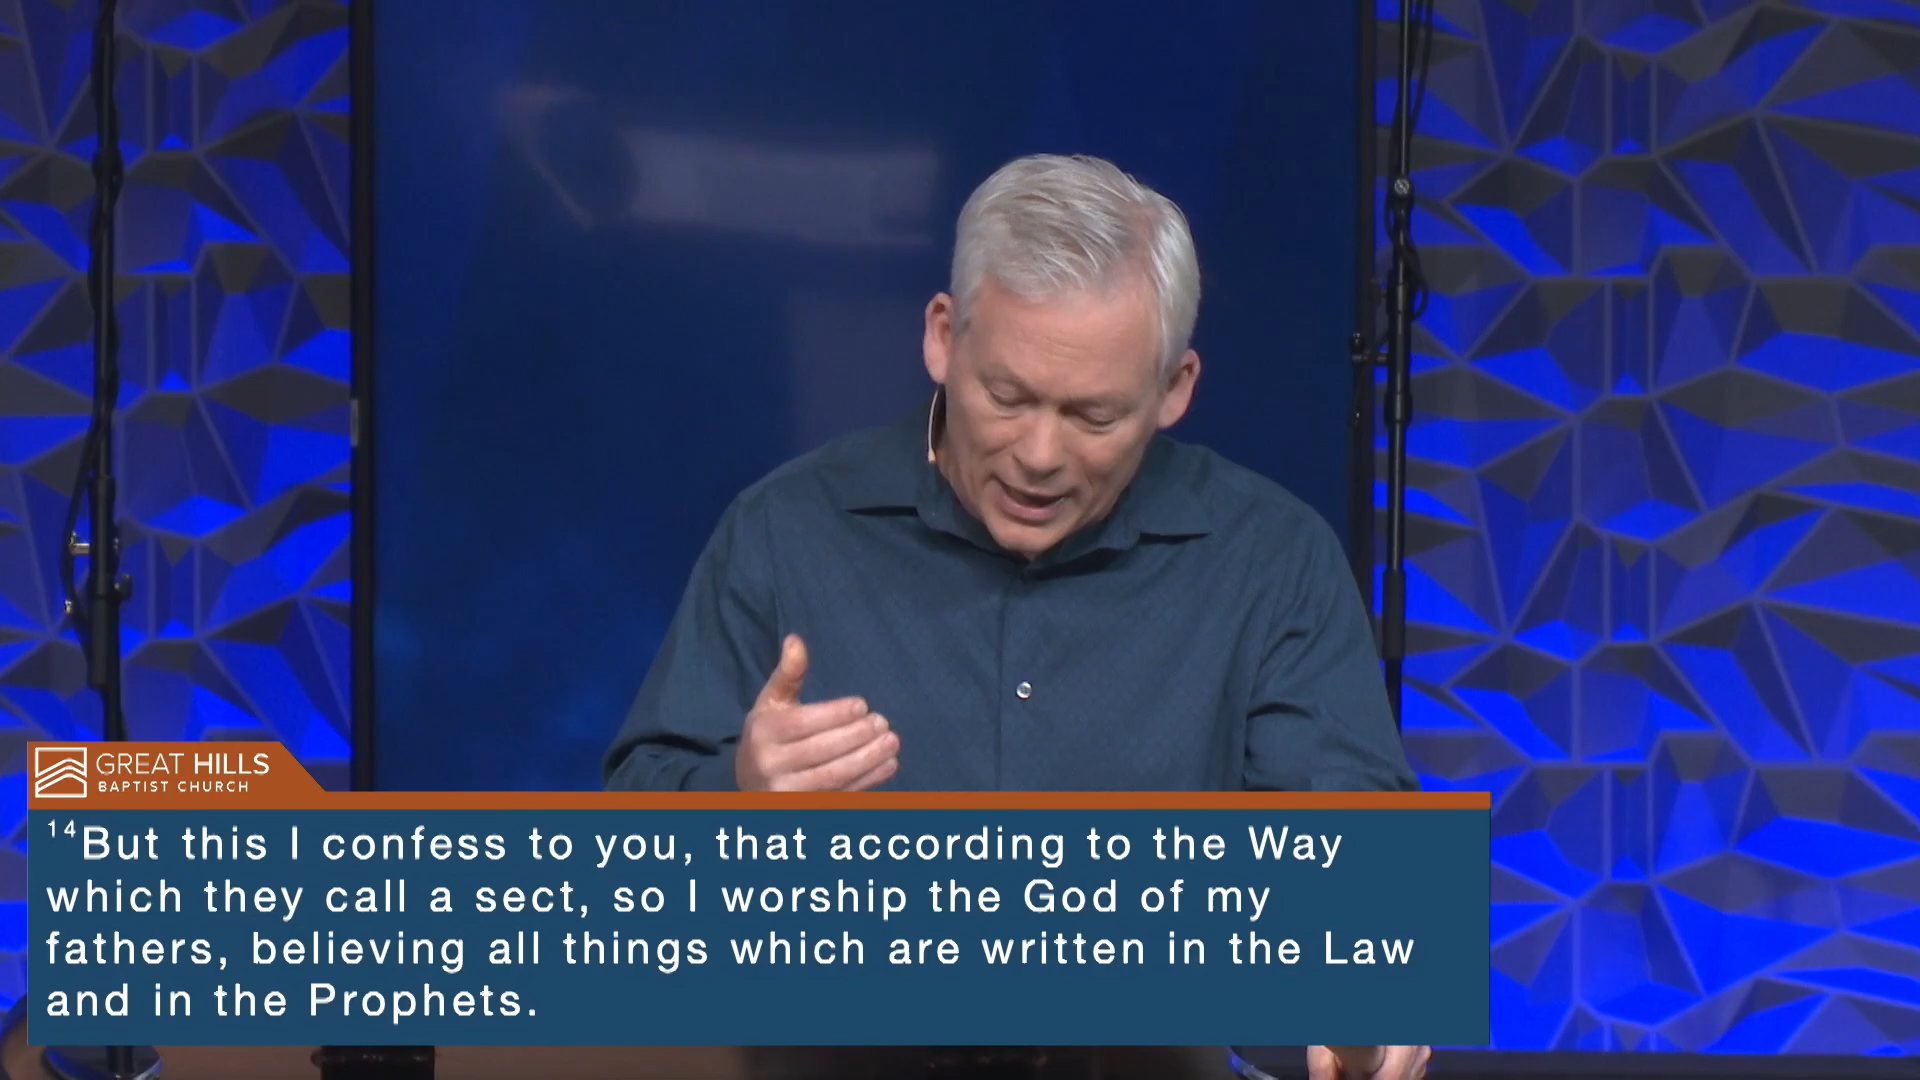 GREAT HILLS
BAPTIST CHURCH
14But this I confess to you, that according to the Way
which they call a sect, so I worship the God of my
fathers, believing all things which are written in the Law
and in the Prophets.